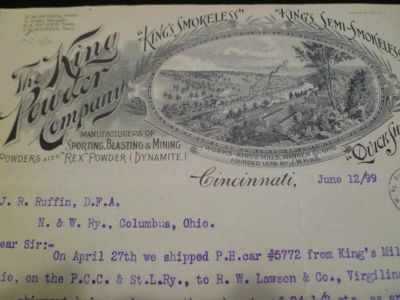 "KING'S SMOKELESS"
"KING'S SEMI-SMOKELESS
The King
Powder
Company
MANUFACTURERS OF
SPORTING, BLASTING & MINING
POWDERS ALSO "REX" POWDER (DYNAMITE.)
WORKS-KING'S MILLS, WARREN CO. OHIO
FOUNDED 1878 BY J.W. KING.
"QUICK SH
Cincinnati, June 12/99
J. R. Ruffin, D.F.A.
N. & W. Ry., Columbus, Ohio.
ear Sir:-
On April 27th we shipped P.H.car #5772 from King's Mil
io, on the P.C.C. & St.L.Ry., to R. W. Lawson & Co., Virgilin